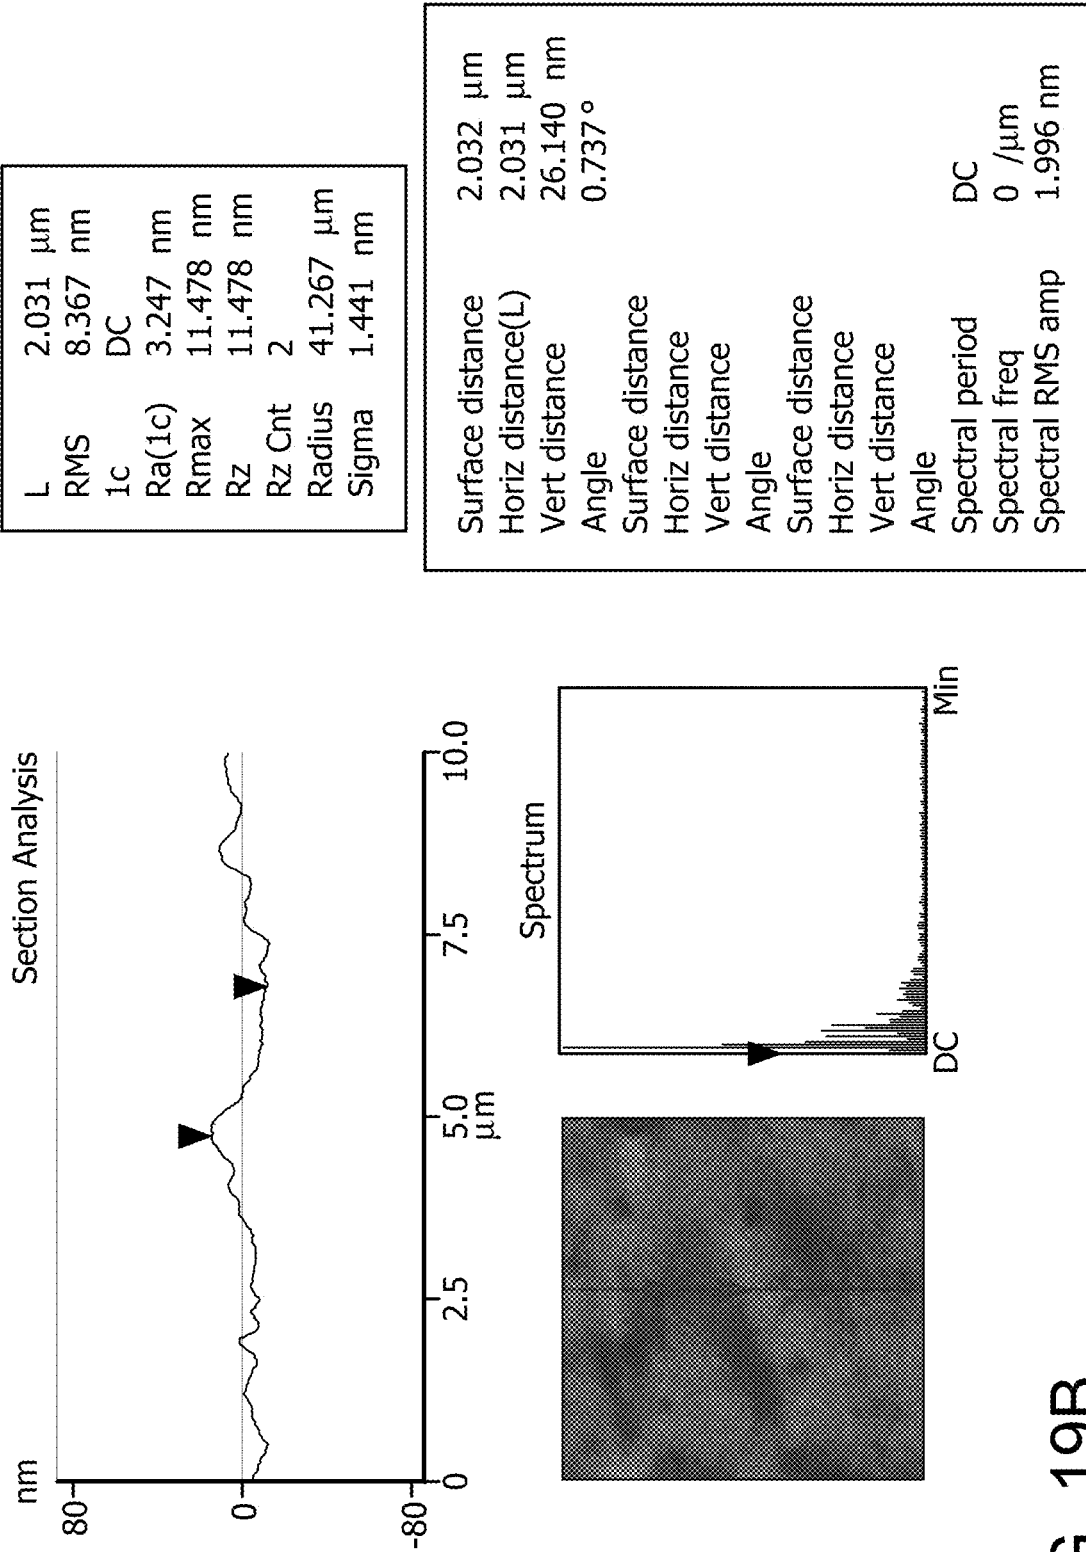 Section Analysis
nm
80
0
-80
0
2.5
5.0
7.5
10.0
μm
L 2.031 μm
RMS 8.367 nm
1c DC
Ra(1c) 3.247 nm
Rmax 11.478 nm
Rz 11.478 nm
Rz Cnt 2
Radius 41.267 μm
Sigma 1.441 nm
Spectrum
DC
Min
Surface distance 2.032 μm
Horiz distance(L) 2.031 μm
Vert distance 26.140 nm
Angle 0.737°
Surface distance
Horiz distance
Vert distance
Angle
Surface distance
Horiz distance
Vert distance
Angle
Spectral period DC
Spectral freq 0 /μm
Spectral RMS amp 1.996 nm
19B